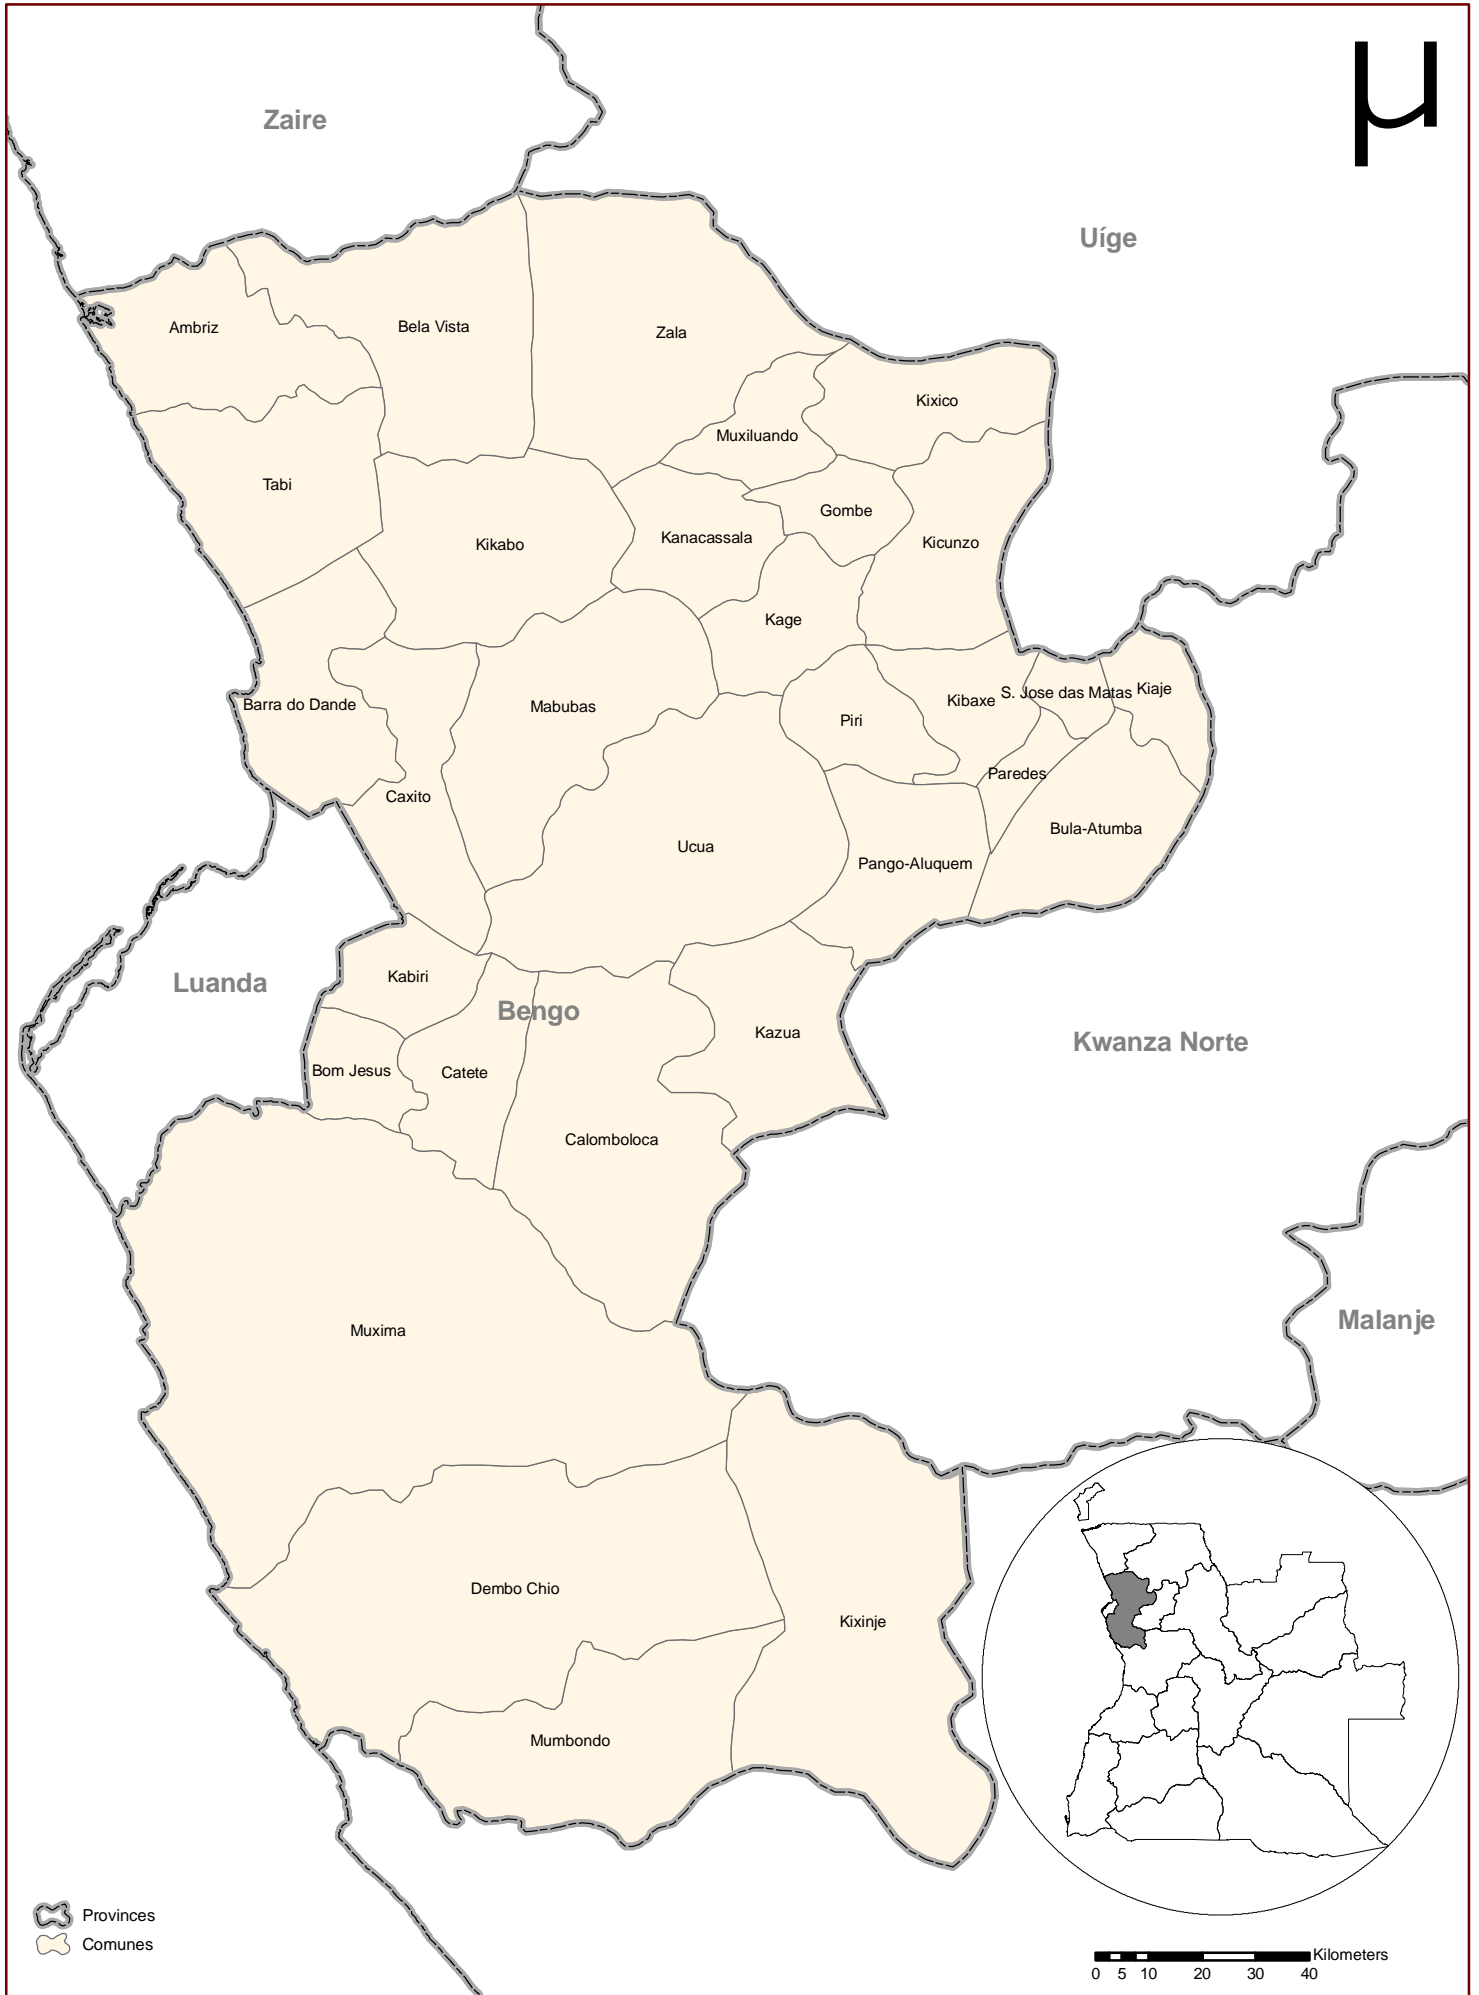 µ
Zaire
Uíge
Ambriz
Bela Vista
Zala
Kixico
Muxiluando
Tabi
Gombe
Kanacassala
Kicunzo
Kikabo
Kage
Kiaje
S. Jose das Matas
Kibaxe
Barra do Dande
Mabubas
Piri
Paredes
Caxito
Bula-Atumba
Ucua
Pango-Aluquem
Kabiri
Luanda
Bengo
Kazua
Kwanza Norte
Bom Jesus
Catete
Calomboloca
Malanje
Muxima
Dembo Chio
Kixinje
Mumbondo
Provinces
Comunes
Kilometers
0 5 10 20 30 40